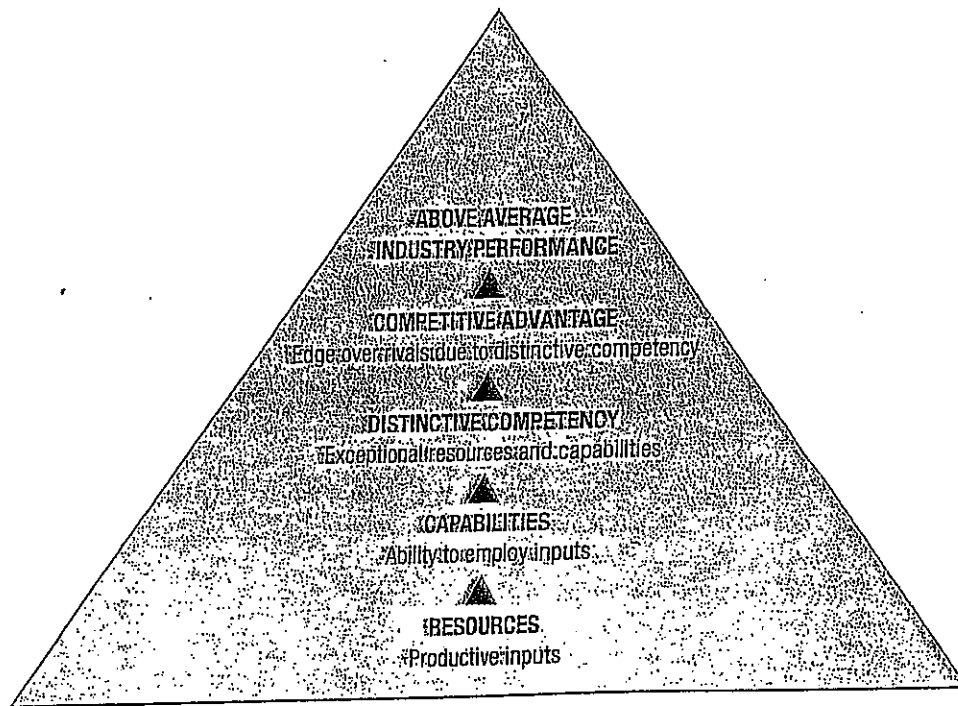 ABOVE AVERAGE
INDUSTRY PERFORMANCE
COMPETITIVE ADVANTAGE
Edge over rivals due to distinctive competency
DISTINCTIVE COMPETENCY
Exceptional resources and capabilities
CAPABILITIES
Ability to employ inputs
RESOURCES
Productive inputs